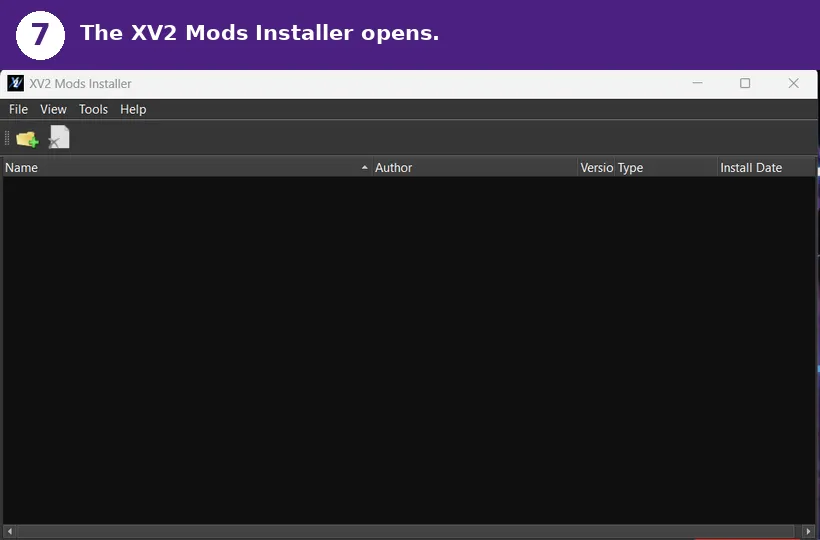 7
The XV2 Mods Installer opens.
XV2 Mods Installer
File View Tools Help
Name Author Versio Type Install Date